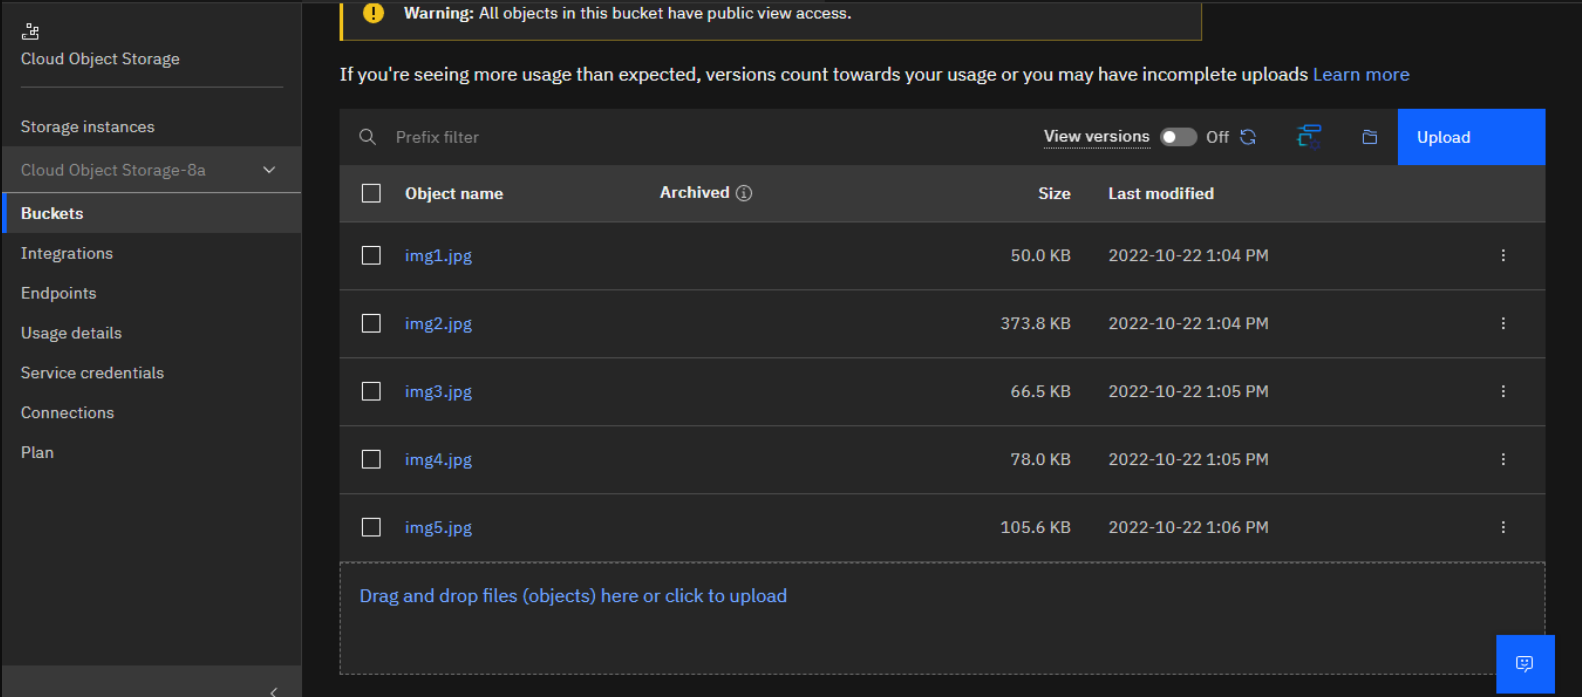 Cloud Object Storage
Storage instances
Cloud Object Storage-8a
Buckets
Integrations
Endpoints
Usage details
Service credentials
Connections
Plan
Warning: All objects in this bucket have public view access.
If you're seeing more usage than expected, versions count towards your usage or you may have incomplete uploads Learn more
Prefix filter View versions Off Upload
Object name Archived Size Last modified
img1.jpg 50.0 KB 2022-10-22 1:04 PM
img2.jpg 373.8 KB 2022-10-22 1:04 PM
img3.jpg 66.5 KB 2022-10-22 1:05 PM
img4.jpg 78.0 KB 2022-10-22 1:05 PM
img5.jpg 105.6 KB 2022-10-22 1:06 PM
Drag and drop files (objects) here or click to upload